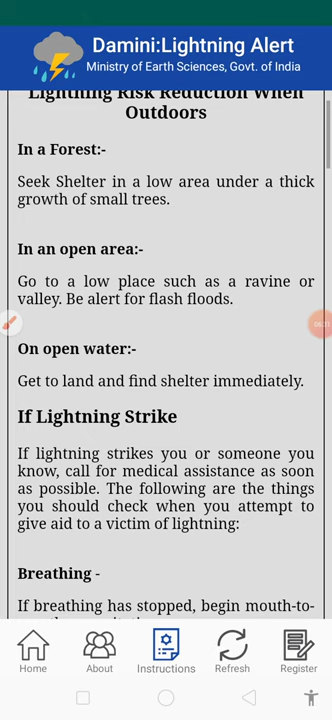 Damini:Lightning Alert
Ministry of Earth Sciences, Govt. of India
Lightning Risk Reduction When
Outdoors
In a Forest:-
Seek Shelter in a low area under a thick
growth of small trees.
In an open area:-
Go to a low place such as a ravine or
valley. Be alert for flash floods.
06:21
On open water:-
Get to land and find shelter immediately.
If Lightning Strike
If lightning strikes you or someone you
know, call for medical assistance as soon
as possible. The following are the things
you should check when you attempt to
give aid to a victim of lightning:
Breathing -
If breathing has stopped, begin mouth-to-
Home
About
Instructions
Refresh
Register